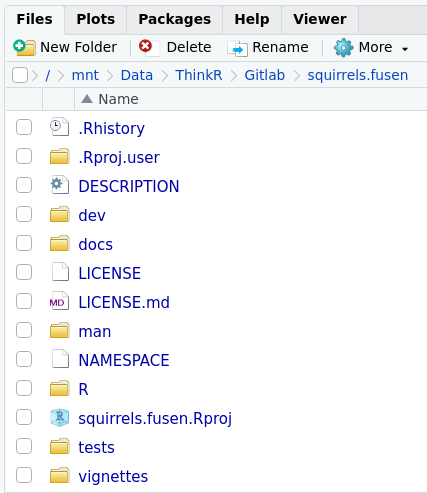 Files Plots Packages Help Viewer
New Folder Delete Rename More
/ mnt Data ThinkR Gitlab squirrels.fusen
Name
.Rhistory
.Rproj.user
DESCRIPTION
dev
docs
LICENSE
MD LICENSE.md
man
NAMESPACE
R
R squirrels.fusen.Rproj
tests
vignettes